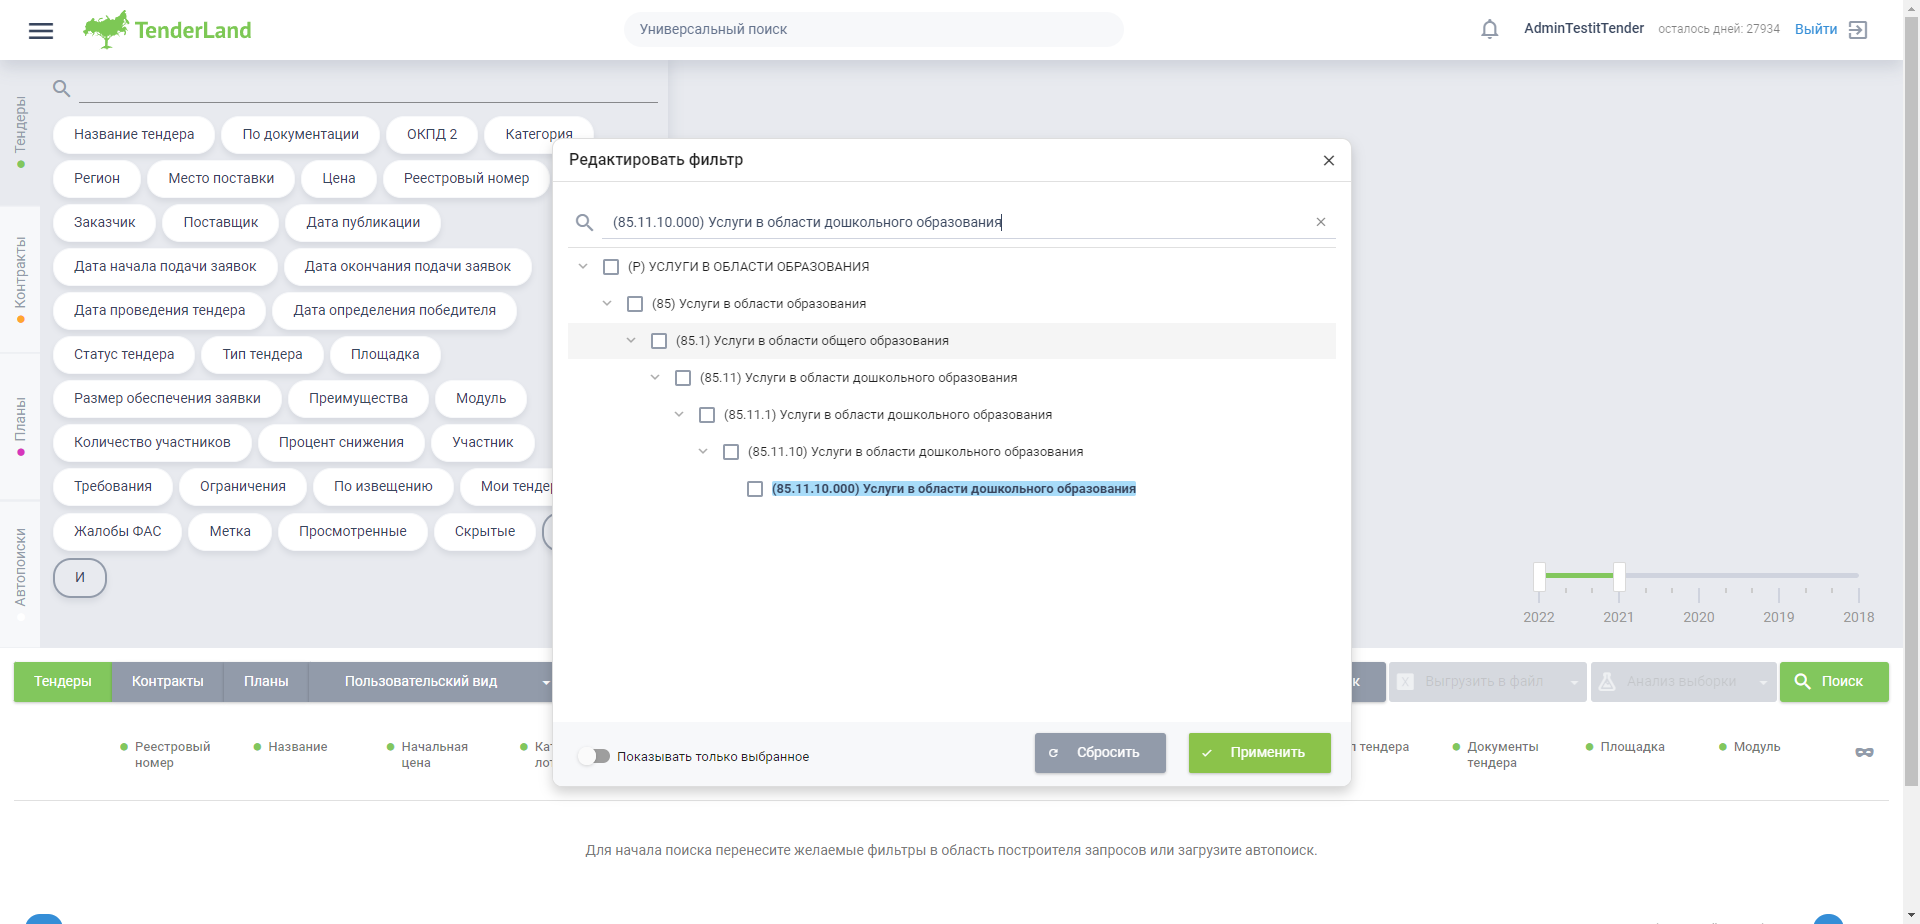 TenderLand
Универсальный поиск
AdminTestitTender
осталось дней: 27934
Выйти
Тендеры
Контракты
Планы
Автопоиски
Название тендера
По документации
ОКПД 2
Категория
Регион
Место поставки
Цена
Реестровый номер
Заказчик
Поставщик
Дата публикации
Дата начала подачи заявок
Дата окончания подачи заявок
Дата проведения тендера
Дата определения победителя
Статус тендера
Тип тендера
Площадка
Размер обеспечения заявки
Преимущества
Модуль
Количество участников
Процент снижения
Участник
Требования
Ограничения
По извещению
Мои
Жалобы ФАС
Метка
Просмотренные
Скрытые
И
Редактировать фильтр
(85.11.10.000) Услуги в области дошкольного образования
(P) УСЛУГИ В ОБЛАСТИ ОБРАЗОВАНИЯ
(85) Услуги в области образования
(85.1) Услуги в области общего образования
(85.11) Услуги в области дошкольного образования
(85.11.1) Услуги в области дошкольного образования
(85.11.10) Услуги в области дошкольного образования
(85.11.10.000) Услуги в области дошкольного образования
Показывать только выбранное
Сбросить
Применить
2022
2021
2020
2019
2018
Тендеры
Контракты
Планы
Пользовательский вид
Выгрузить в файл
Анализ выборки
Поиск
Реестровый
номер
Название
Начальная
цена
тендера
Документы
тендера
Площадка
Модуль
Для начала поиска перенесите желаемые фильтры в область построителя запросов или загрузите автопоиск.